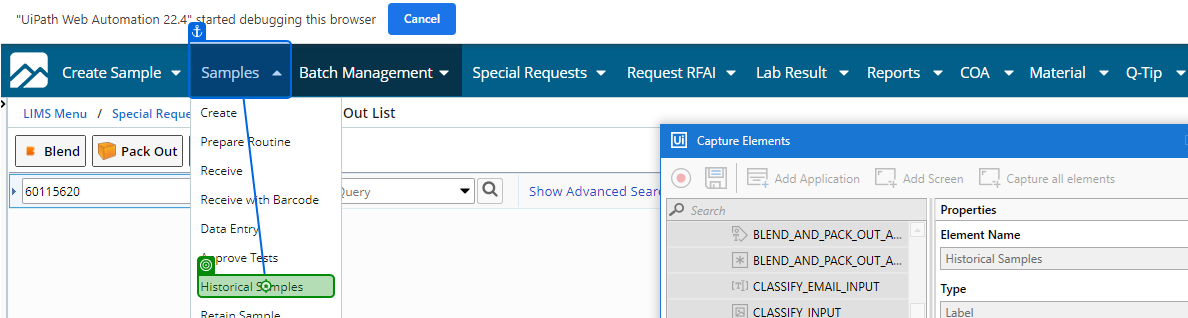 "UiPath Web Automation 22.4" started debugging this browser Cancel
Create Sample Samples Batch Management Special Requests Request RFAI Lab Result Reports COA Material Q-Tip
LIMS Menu / Special Reque Out List
Blend Pack Out
60115620 Query Show Advanced Sear
Create
Prepare Routine
Receive
Receive with Barcode
Data Entry
Approve Tests
Historical Samples
Retain Sample
Ui Capture Elements
Add Application Add Screen Capture all elements
Search
BLEND_AND_PACK_OUT_A...
BLEND_AND_PACK_OUT_A...
CLASSIFY_EMAIL_INPUT
CLASSIFY_INPUT
Properties
Element Name
Historical Samples
Type
Label